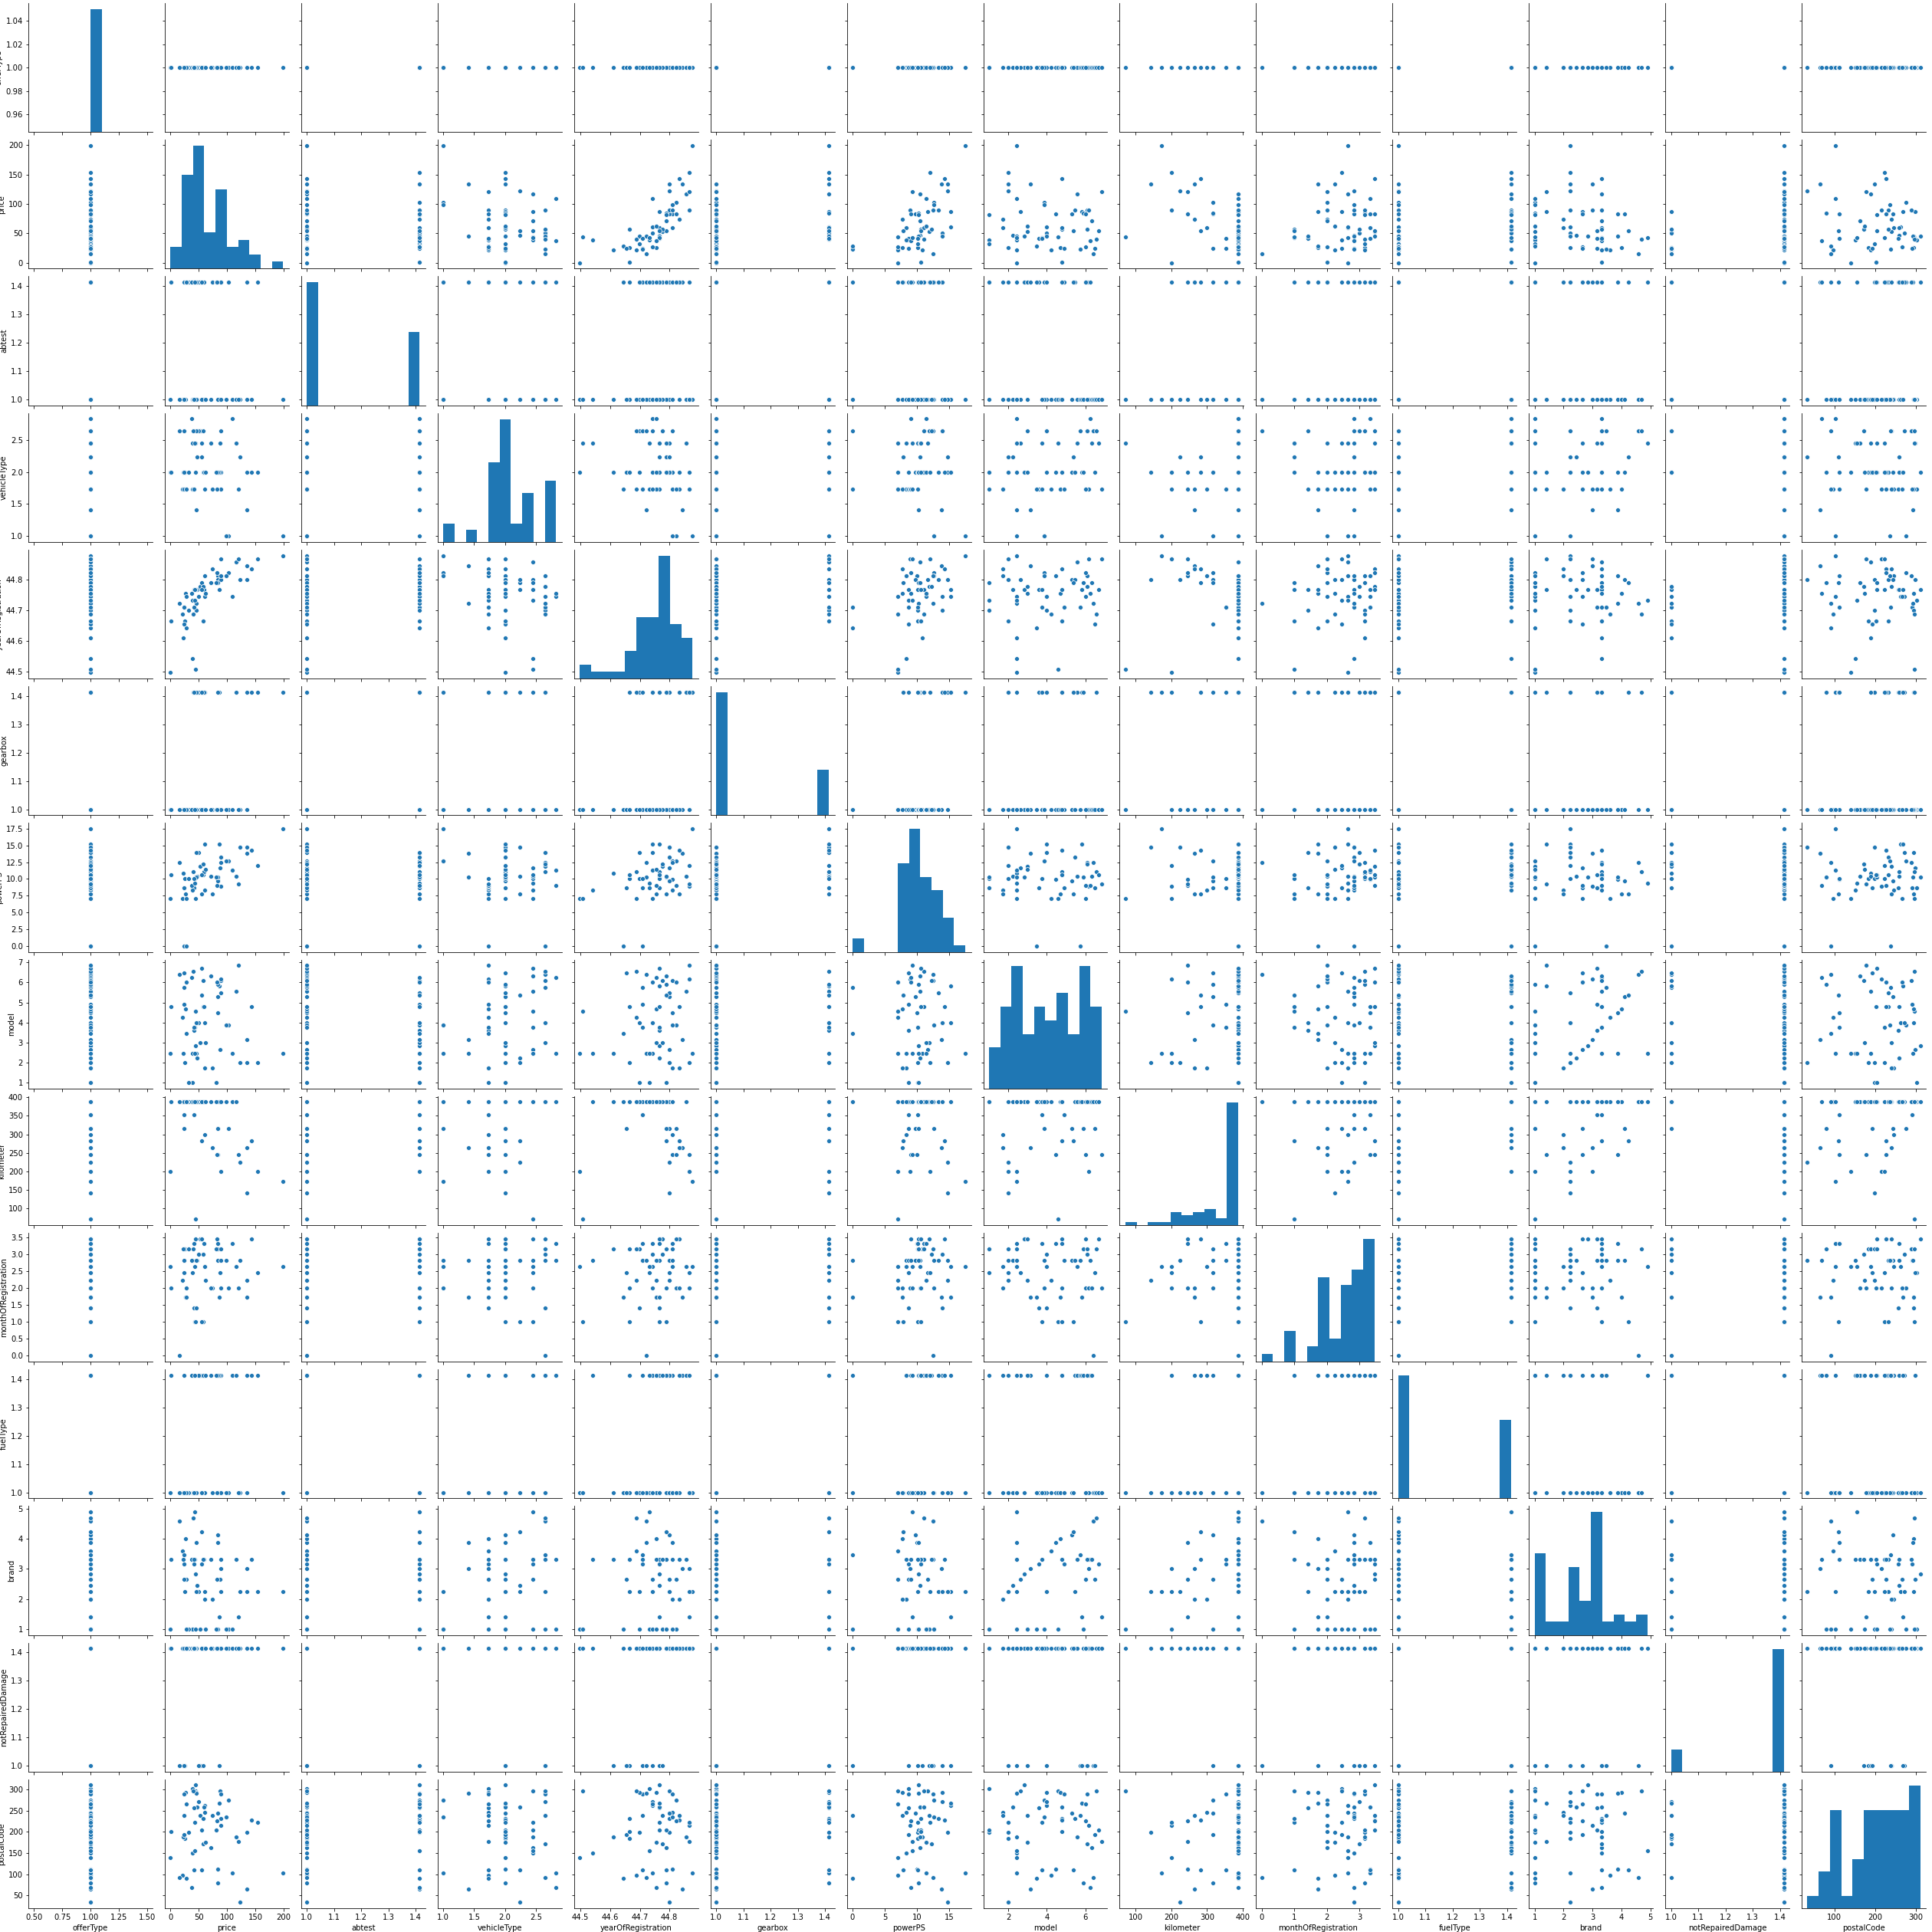 1.04
1.02
1.00
0.98
0.96
200
150
100
50
0
price
1.4
1.3
1.2
1.1
1.0
abtest
2.5
2.0
1.5
1.0
vehicleType
44.8
44.7
44.6
44.5
1.4
1.3
1.2
1.1
1.0
gearbox
17.5
15.0
12.5
10.0
7.5
5.0
2.5
0.0
7
6
5
4
3
2
1
model
400
350
300
250
200
150
100
kilometer
3.5
3.0
2.5
2.0
1.5
1.0
0.5
0.0
monthOfRegistration
1.4
1.3
1.2
1.1
1.0
fuelType
5
4
3
2
1
brand
1.4
1.3
1.2
1.1
1.0
notRepairedDamage
300
250
200
150
100
50
postalCode
0.50 0.75 1.00 1.25 1.50
offerType
0 50 100 150 200
price
1.0 1.1 1.2 1.3 1.4
abtest
1.0 1.5 2.0 2.5
vehicleType
44.5 44.6 44.7 44.8
yearOfRegistration
1.0 1.1 1.2 1.3 1.4
gearbox
0 5 10 15
powerPS
2 4 6
model
100 200 300 400
kilometer
0 1 2 3
monthOfRegistration
1.0 1.1 1.2 1.3 1.4
fuelType
1 2 3 4 5
brand
1.0 1.1 1.2 1.3 1.4
notRepairedDamage
100 200 300
postalCode